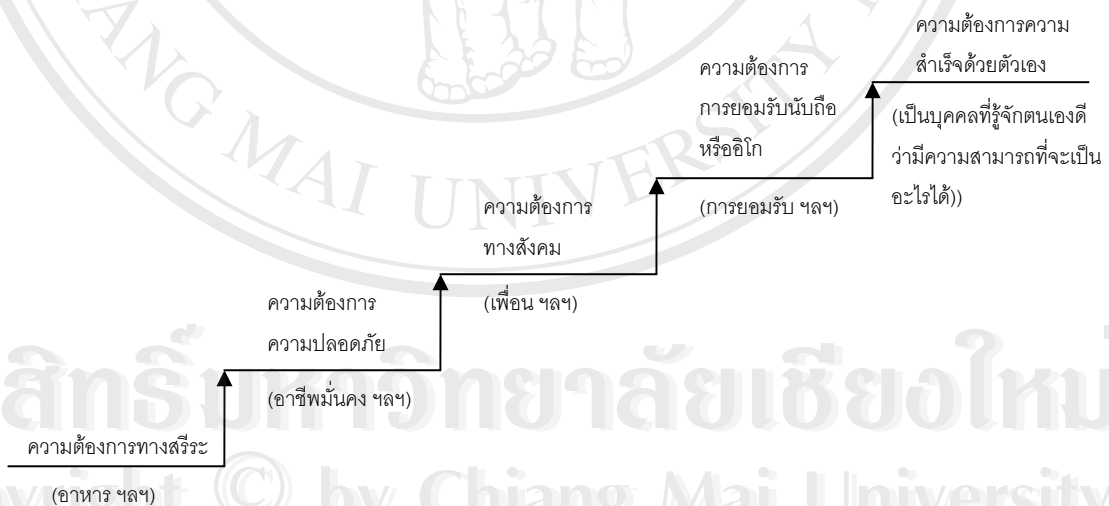 ความต้องการความ
สำเร็จด้วยตัวเอง
(เป็นบุคคลที่รู้จักตนเองดี
ว่ามีความสามารถที่จะเป็น
อะไรได้))
ความต้องการ
การยอมรับนับถือ
หรืออิโก
(การยอมรับ ฯลฯ)
ความต้องการ
ทางสังคม
(เพื่อน ฯลฯ)
ความต้องการ
ความปลอดภัย
(อาชีพมั่นคง ฯลฯ)
ความต้องการทางสรีระ
(อาหาร ฯลฯ)
ANG MAI UNIVERSITY
สิทธิ์มหาวิทยาลัยเชียงใหม่
yright © by Chiang Mai University